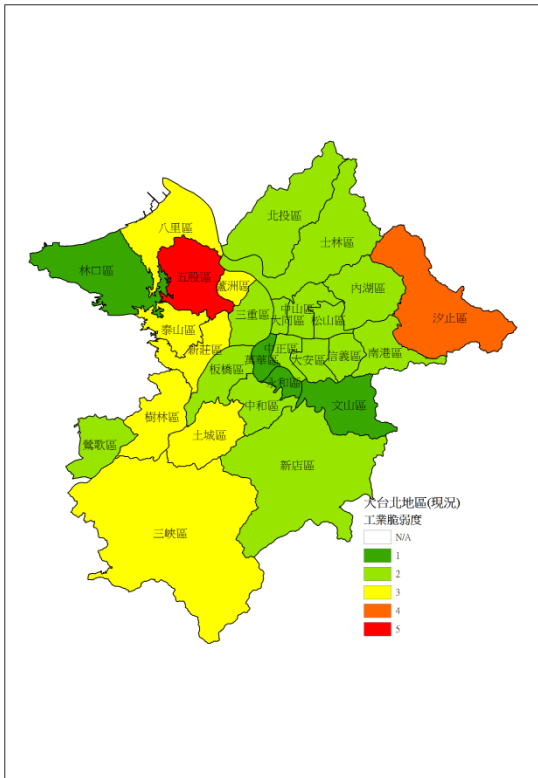 北投區
八里區
士林區
林口區
五股區
蘆洲區
內湖區
汐止區
三重區
中山區
大同區
松山區
泰山區
新莊區
中正區
萬華區
大安區
信義區
南港區
板橋區
永和區
中和區
文山區
樹林區
土城區
鶯歌區
新店區
三峽區
大台北地區(現況)
工業脆弱度
N/A
1
2
3
4
5